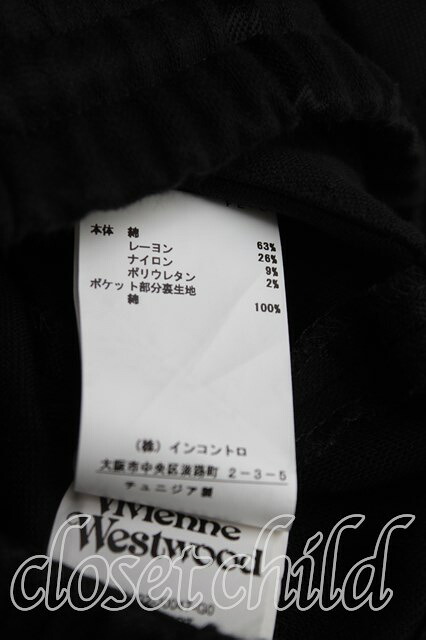 本体 綿 63%
レーヨン 26%
ナイロン 9%
ポリウレタン 2%
ポケット部分裏生地
綿 100%
(株) インコントロ
大阪市中央区淡路町 2-3-5
チュニジア製
Vivienne
Westwood
closet child